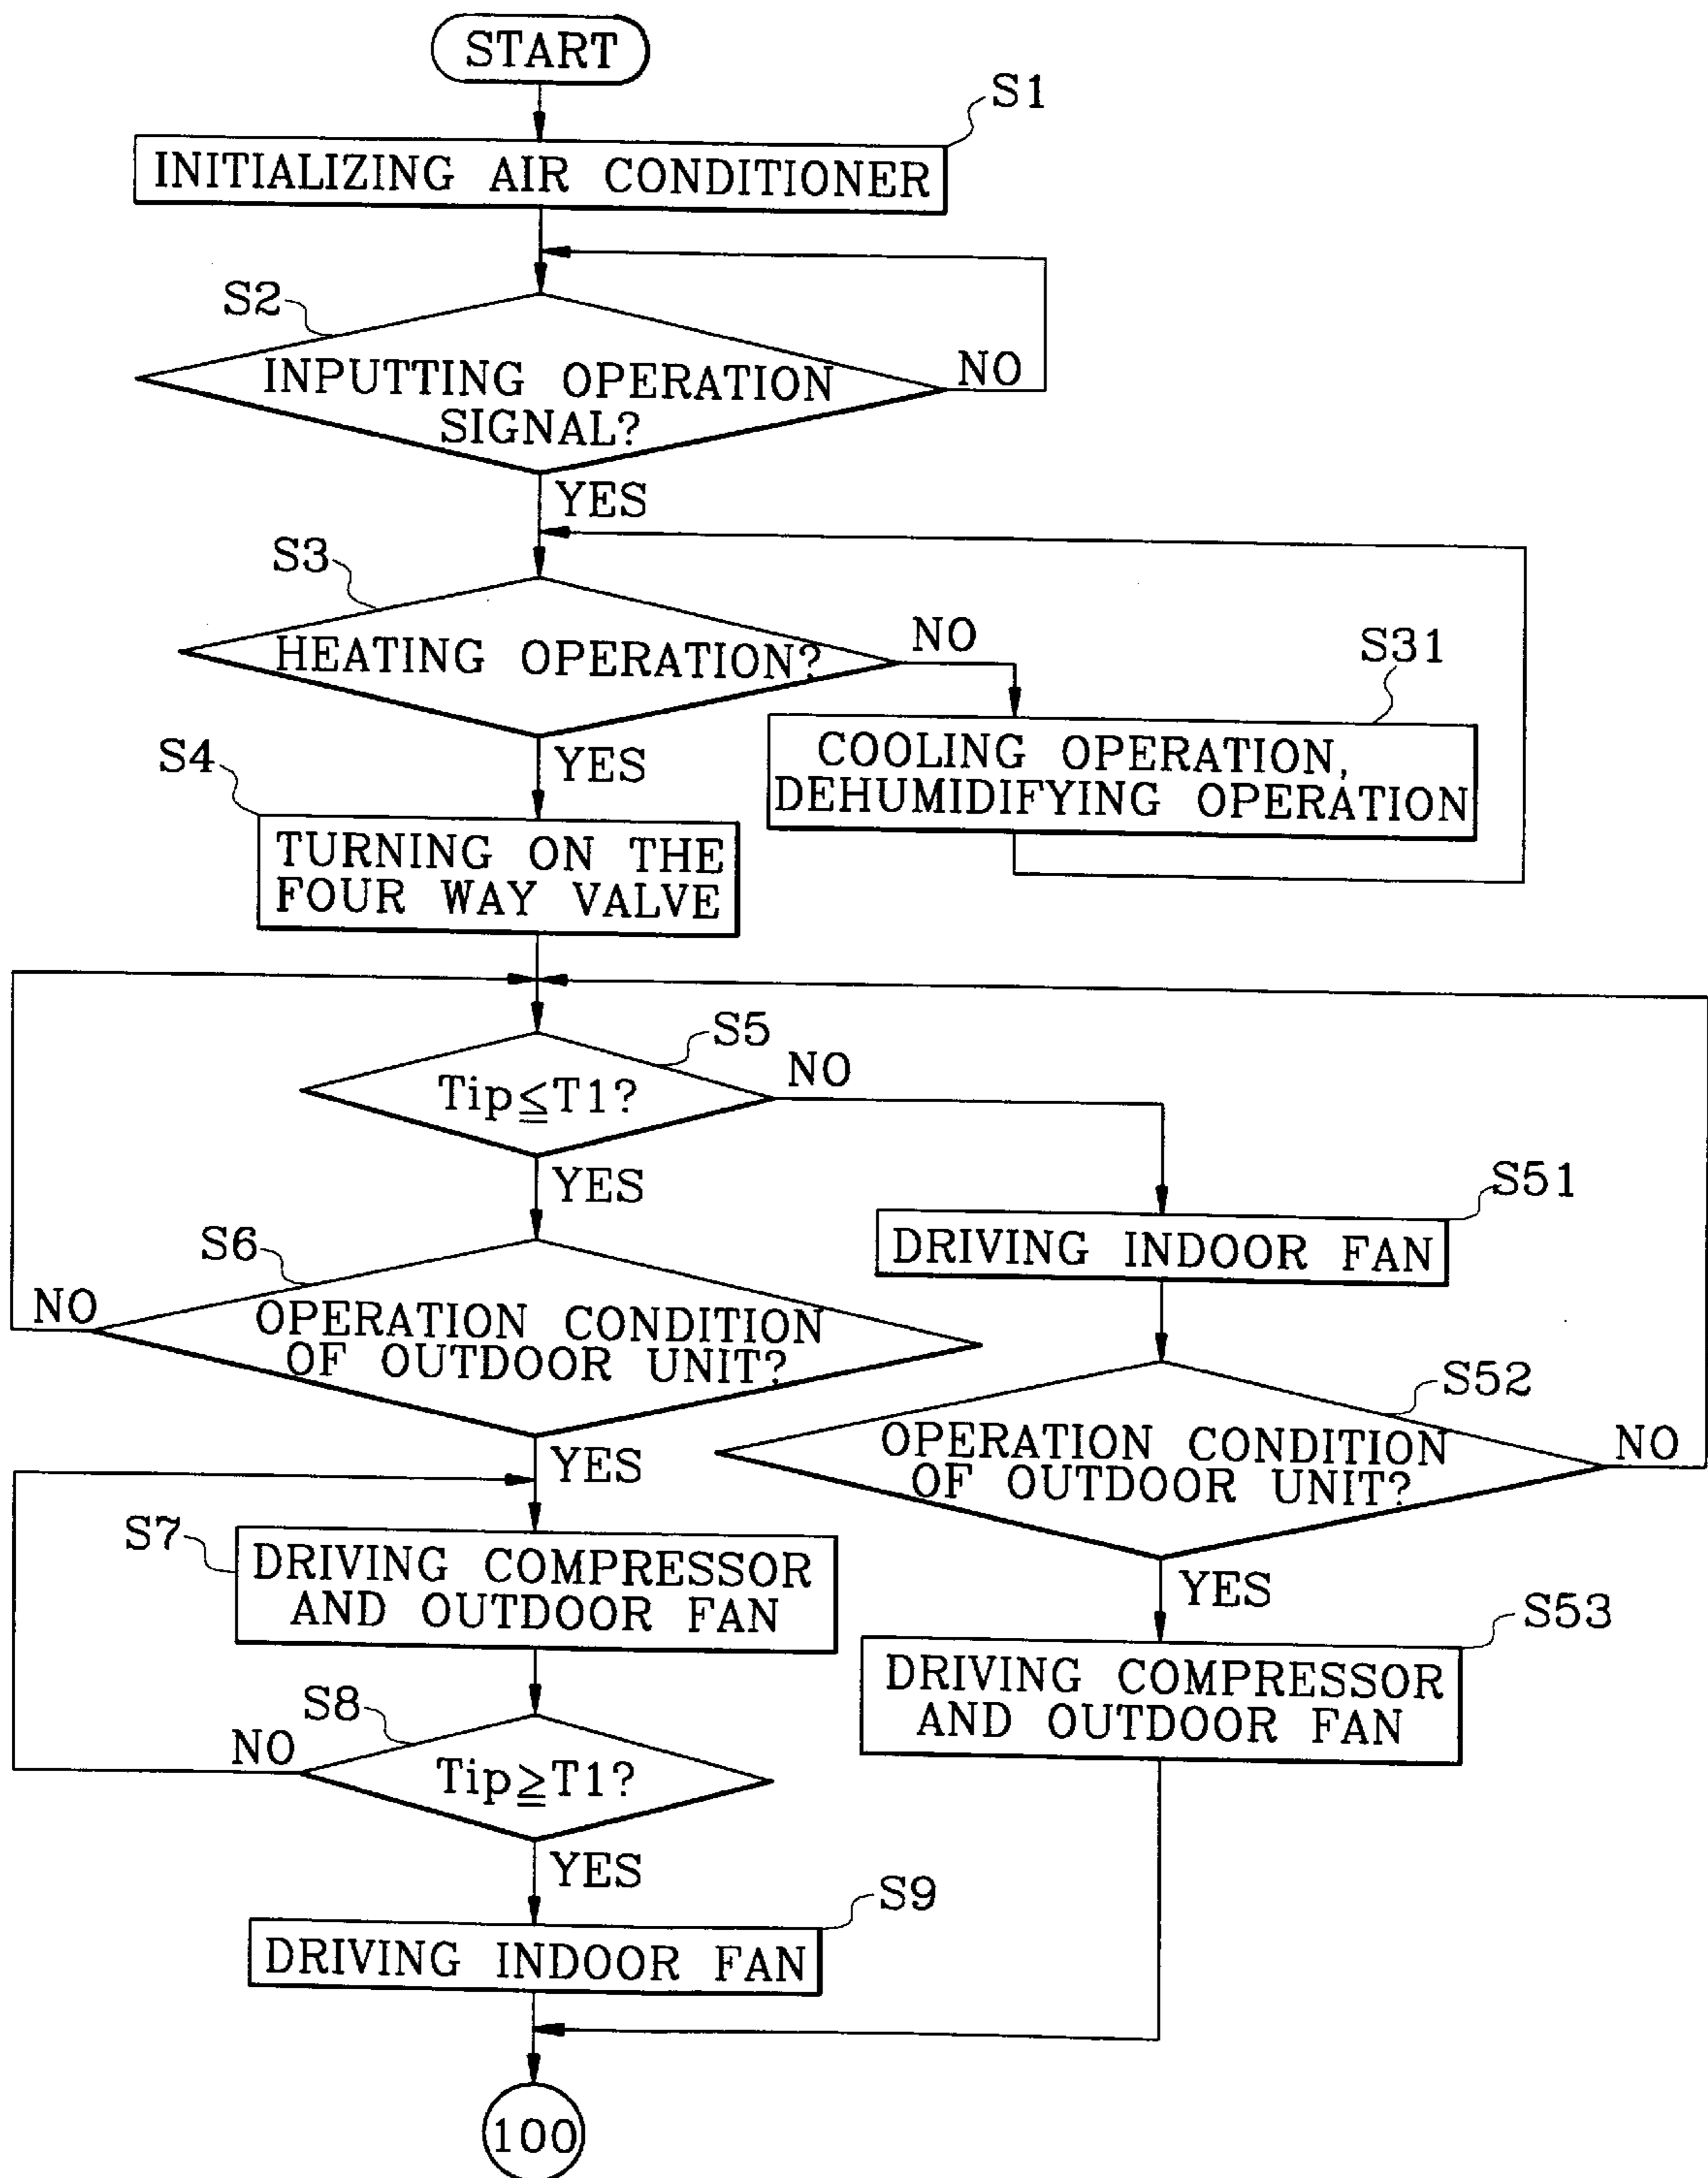 START
S1
INITIALIZING AIR CONDITIONER
S2
INPUTTING OPERATION
SIGNAL?
NO
YES
S3
HEATING OPERATION?
NO
S31
COOLING OPERATION,
DEHUMIDIFYING OPERATION
YES
S4
TURNING ON THE
FOUR WAY VALVE
S5
Tip≦T1?
NO
YES
S51
DRIVING INDOOR FAN
S6
NO
OPERATION CONDITION
OF OUTDOOR UNIT?
S52
OPERATION CONDITION
OF OUTDOOR UNIT?
NO
YES
S7
DRIVING COMPRESSOR
AND OUTDOOR FAN
YES
S53
DRIVING COMPRESSOR
AND OUTDOOR FAN
S8
NO
Tip≧T1?
YES
S9
DRIVING INDOOR FAN
100